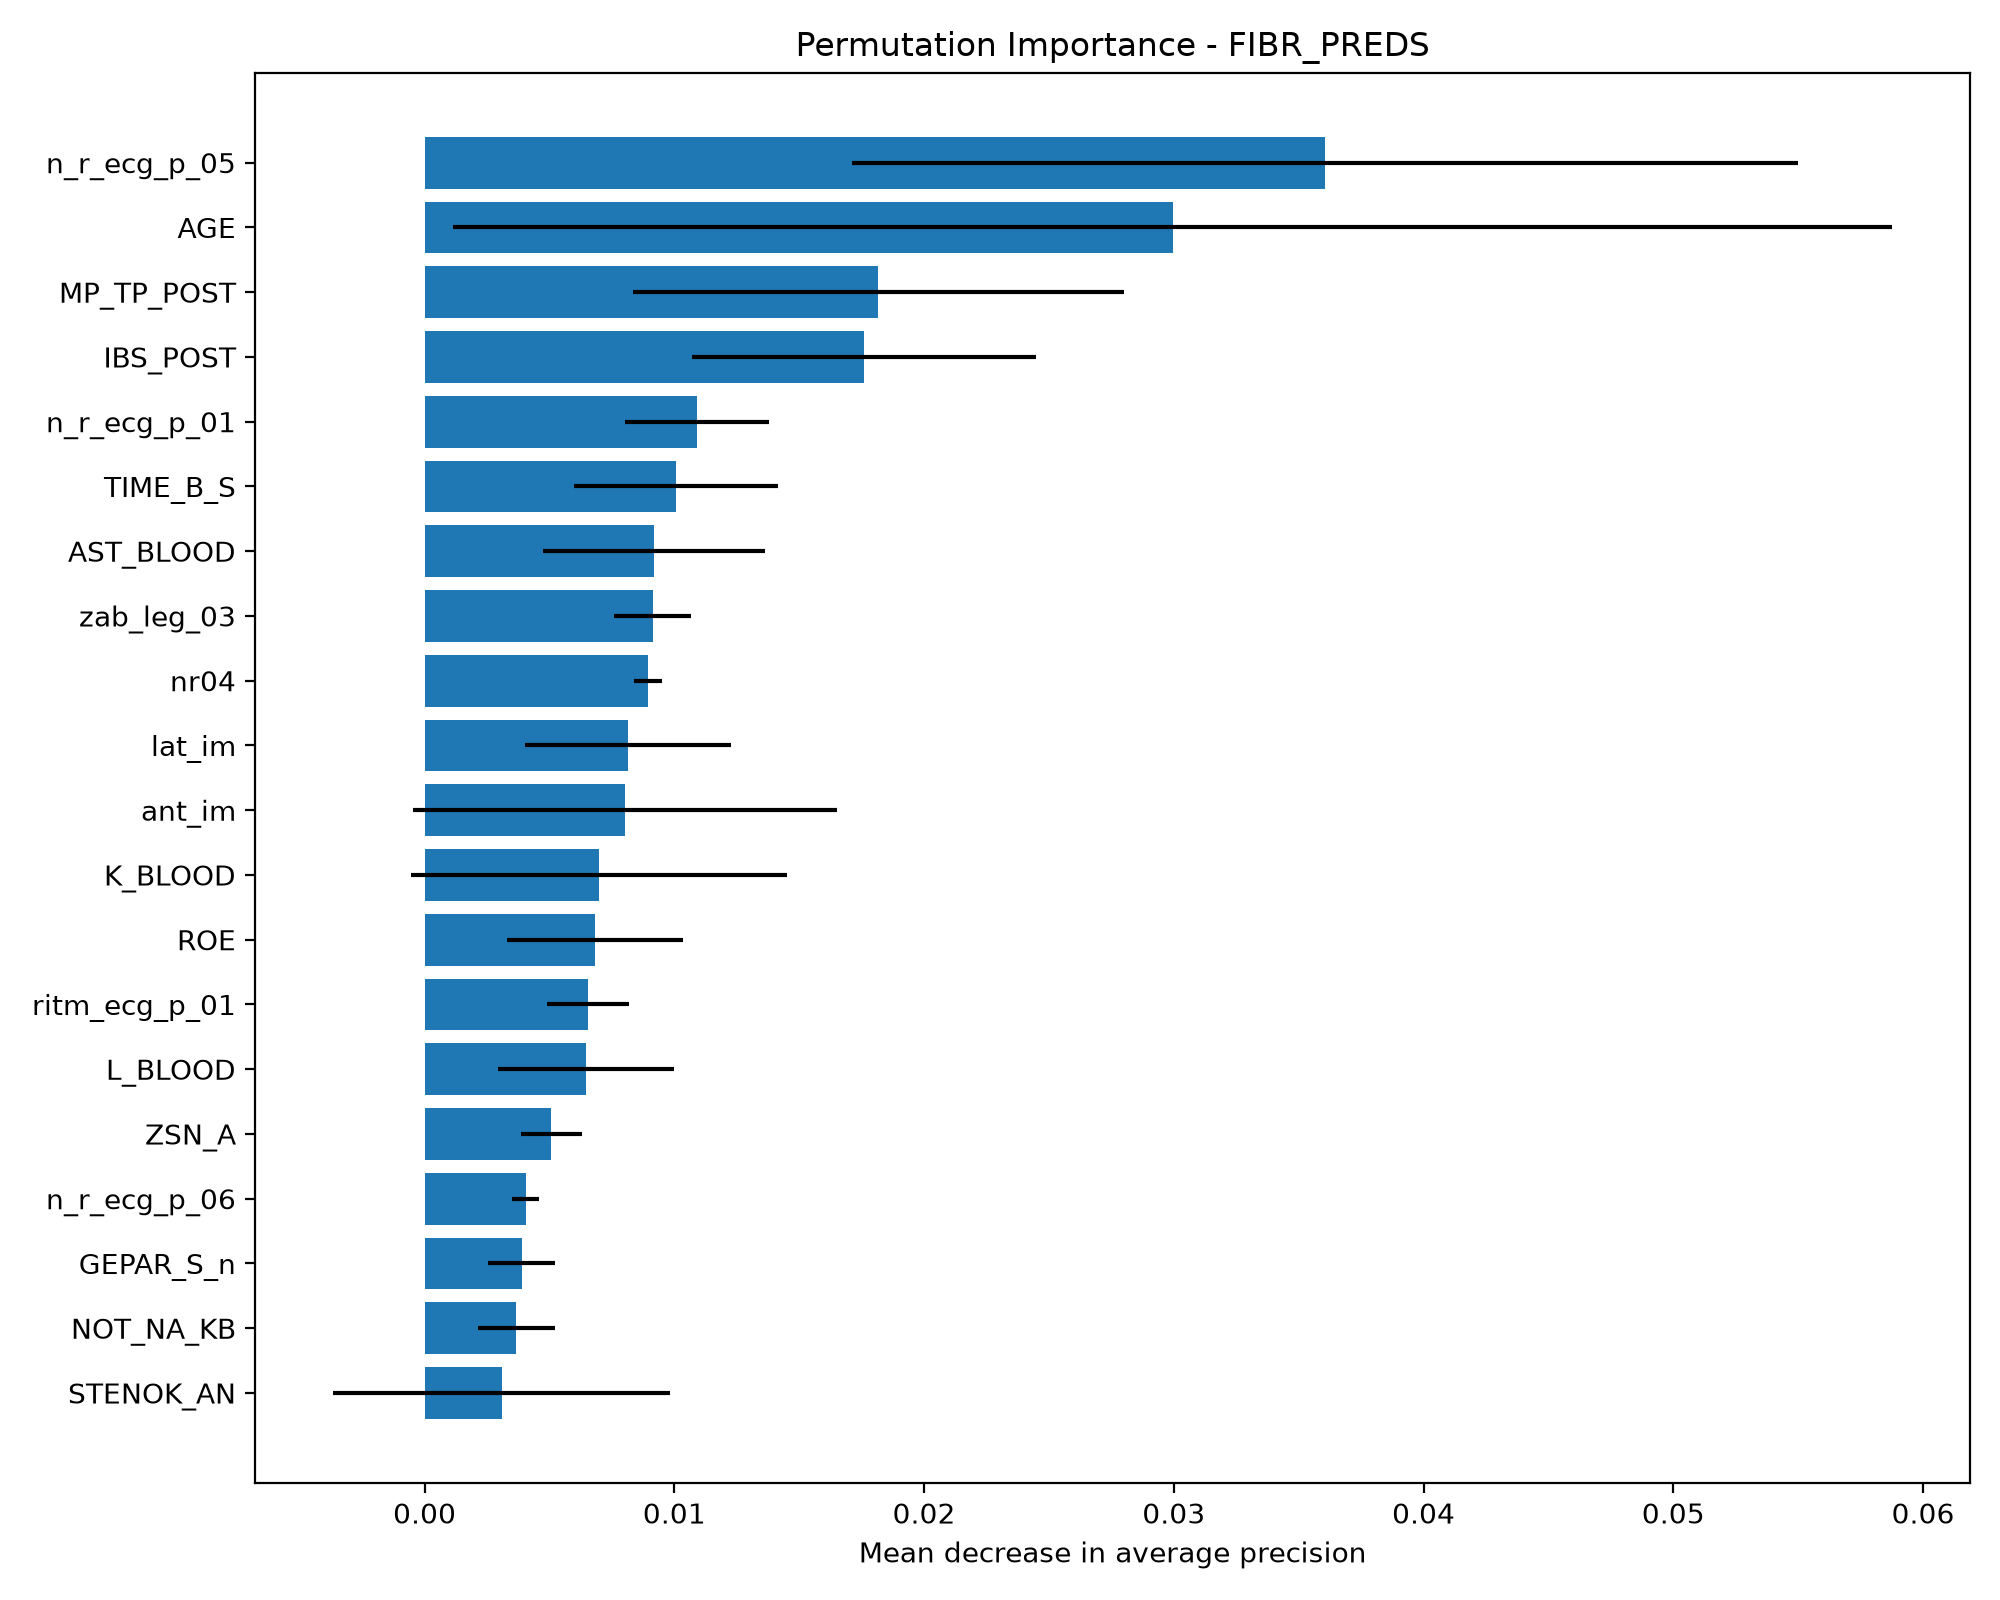 Permutation Importance - FIBR_PREDS
n_r_ecg_p_05
AGE
MP_TP_POST
IBS_POST
n_r_ecg_p_01
TIME_B_S
AST_BLOOD
zab_leg_03
nr04
lat_im
ant_im
K_BLOOD
ROE
ritm_ecg_p_01
L_BLOOD
ZSN_A
n_r_ecg_p_06
GEPAR_S_n
NOT_NA_KB
STENOK_AN
0.00 0.01 0.02 0.03 0.04 0.05 0.06
Mean decrease in average precision